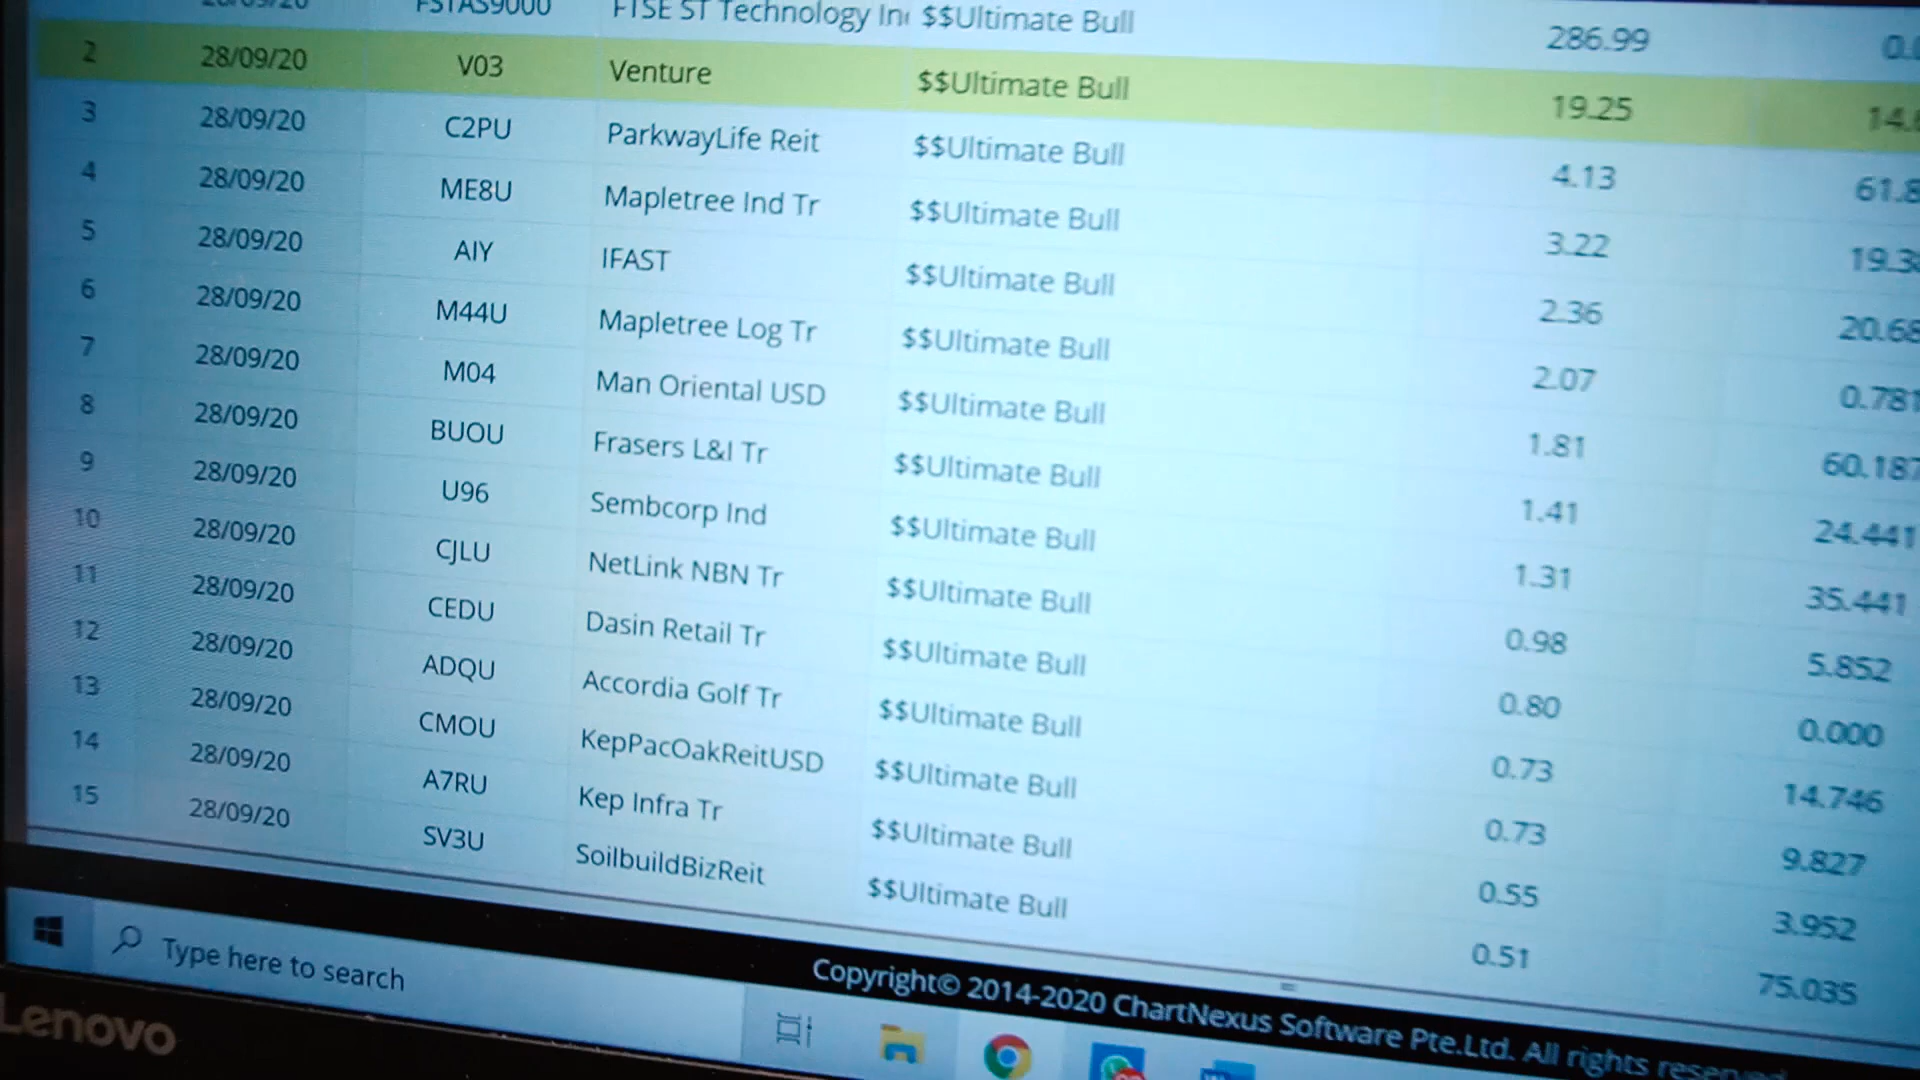 FSTAS9000 FTSE ST Technology In $$Ultimate Bull 286.99
2 28/09/20 V03 Venture $$Ultimate Bull 19.25 14.
3 28/09/20 C2PU ParkwayLife Reit $$Ultimate Bull 4.13 61.8
4 28/09/20 ME8U Mapletree Ind Tr $$Ultimate Bull 3.22 19.3
5 28/09/20 AIY IFAST $$Ultimate Bull 2.36 20.68
6 28/09/20 M44U Mapletree Log Tr $$Ultimate Bull 2.07 0.781
7 28/09/20 M04 Man Oriental USD $$Ultimate Bull 1.81 60.187
8 28/09/20 BUOU Frasers L&I Tr $$Ultimate Bull 1.41 24.441
9 28/09/20 U96 Sembcorp Ind $$Ultimate Bull 1.31 35.441
10 28/09/20 CJLU NetLink NBN Tr $$Ultimate Bull 0.98 5.852
11 28/09/20 CEDU Dasin Retail Tr $$Ultimate Bull 0.80 0.000
12 28/09/20 ADQU Accordia Golf Tr $$Ultimate Bull 0.73 14.746
13 28/09/20 CMOU KepPacOakReitUSD $$Ultimate Bull 0.73 9.827
14 28/09/20 A7RU Kep Infra Tr $$Ultimate Bull 0.55 3.952
15 28/09/20 SV3U SoilbuildBizReit $$Ultimate Bull 0.51 75.035
Copyright© 2014-2020 ChartNexus Software Pte.Ltd. All rights reserved
Type here to search
Lenovo